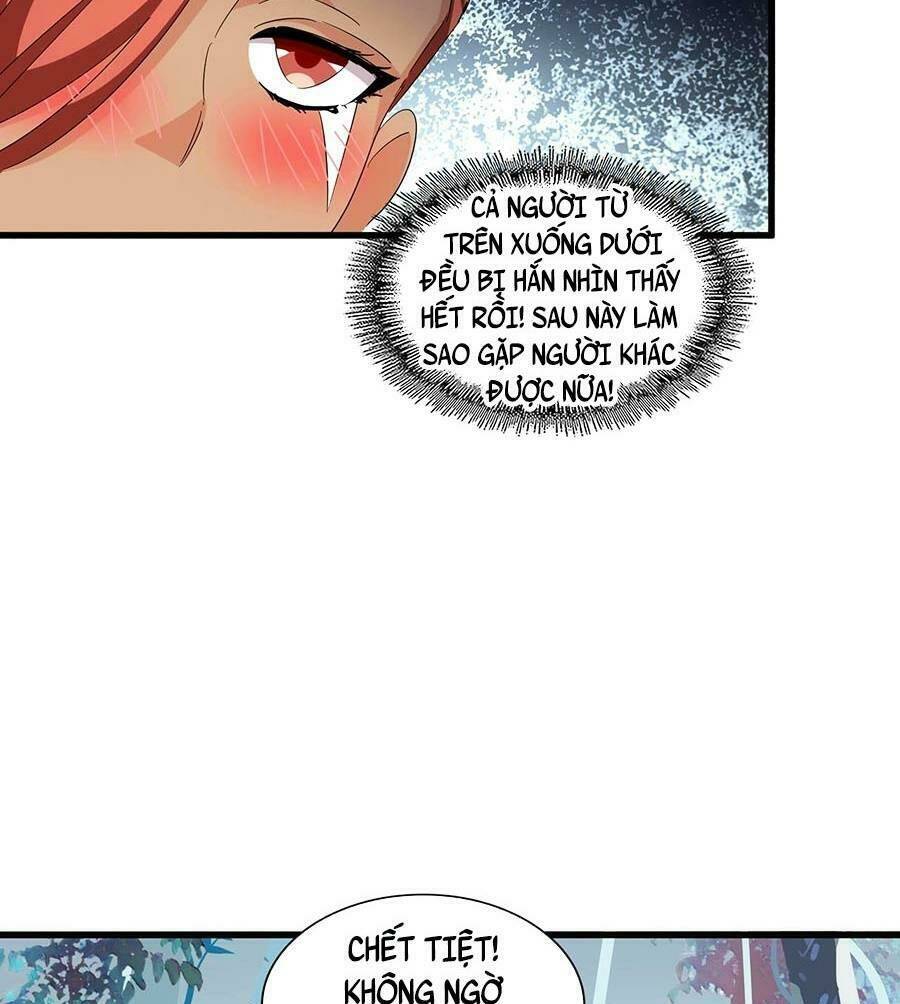 CẢ NGƯỜI TỪ
TRÊN XUỐNG DƯỚI
ĐỀU BỊ HẮN NHÌN THẤY
HẾT RỒI! SAU NÀY LÀM
SAO GẶP NGƯỜI KHÁC
ĐƯỢC NỮA!
CHẾT TIỆT!
KHÔNG NGỜ